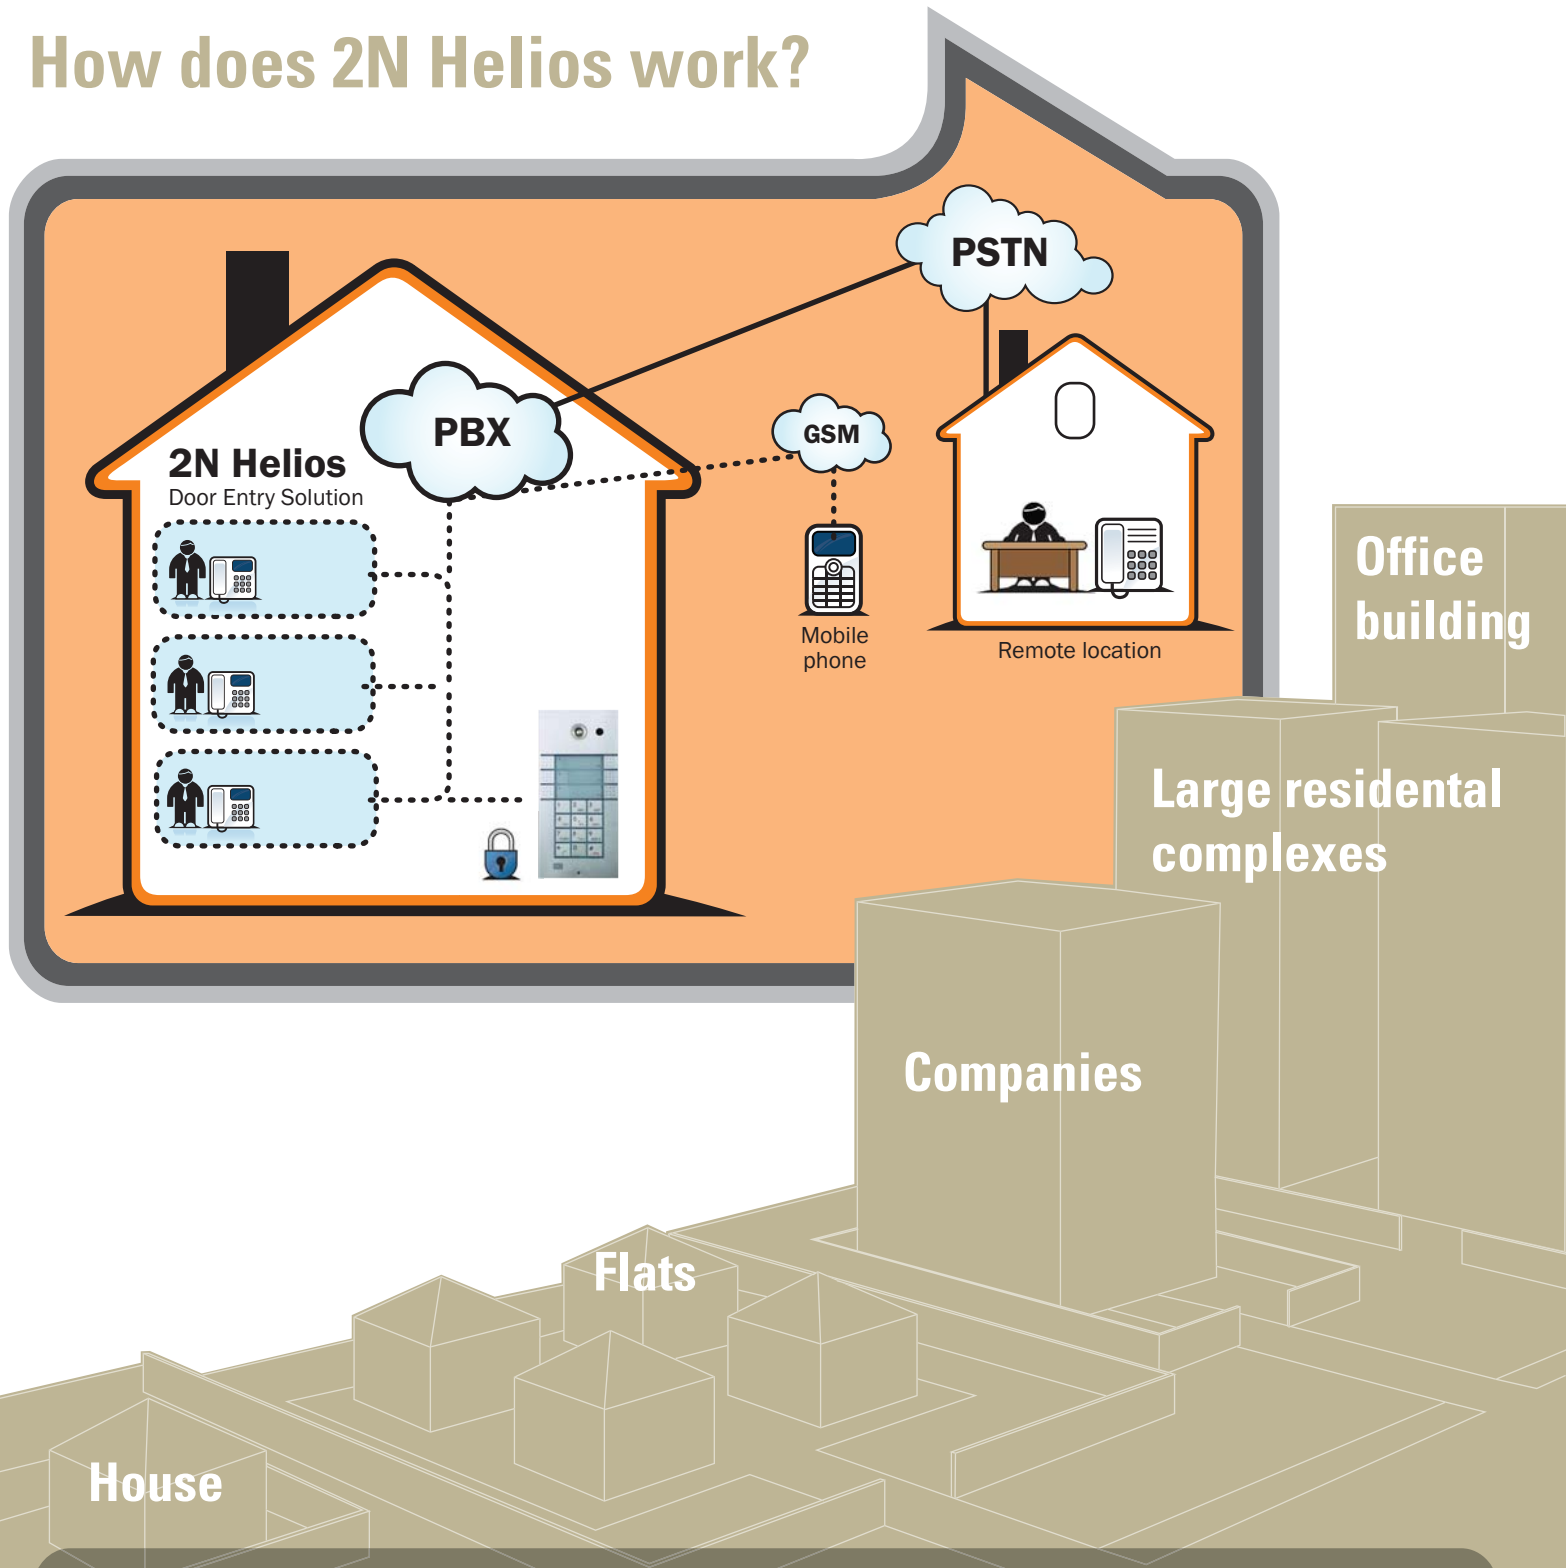 How does 2N Helios work?
PSTN
PBX
GSM
2N Helios
Door Entry Solution
Mobile
phone
Remote location
Office
building
Large residental
complexes
Companies
Flats
House